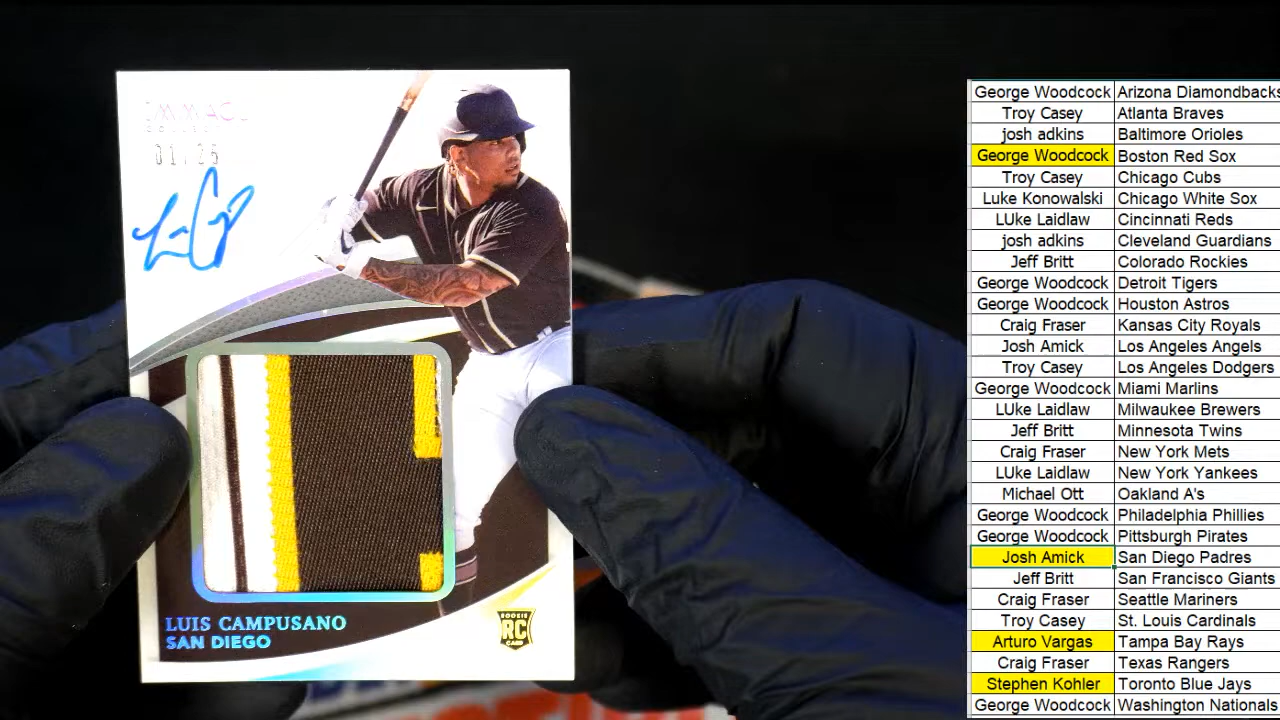 IMMAC
01/25
LUIS CAMPUSANO
SAN DIEGO
ROOKIE
RC
CARD
George Woodcock Arizona Diamondbacks
Troy Casey Atlanta Braves
josh adkins Baltimore Orioles
George Woodcock Boston Red Sox
Troy Casey Chicago Cubs
Luke Konowalski Chicago White Sox
LUke Laidlaw Cincinnati Reds
josh adkins Cleveland Guardians
Jeff Britt Colorado Rockies
George Woodcock Detroit Tigers
George Woodcock Houston Astros
Craig Fraser Kansas City Royals
Josh Amick Los Angeles Angels
Troy Casey Los Angeles Dodgers
George Woodcock Miami Marlins
LUke Laidlaw Milwaukee Brewers
Jeff Britt Minnesota Twins
Craig Fraser New York Mets
LUke Laidlaw New York Yankees
Michael Ott Oakland A's
George Woodcock Philadelphia Phillies
George Woodcock Pittsburgh Pirates
Josh Amick San Diego Padres
Jeff Britt San Francisco Giants
Craig Fraser Seattle Mariners
Troy Casey St. Louis Cardinals
Arturo Vargas Tampa Bay Rays
Craig Fraser Texas Rangers
Stephen Kohler Toronto Blue Jays
George Woodcock Washington Nationals